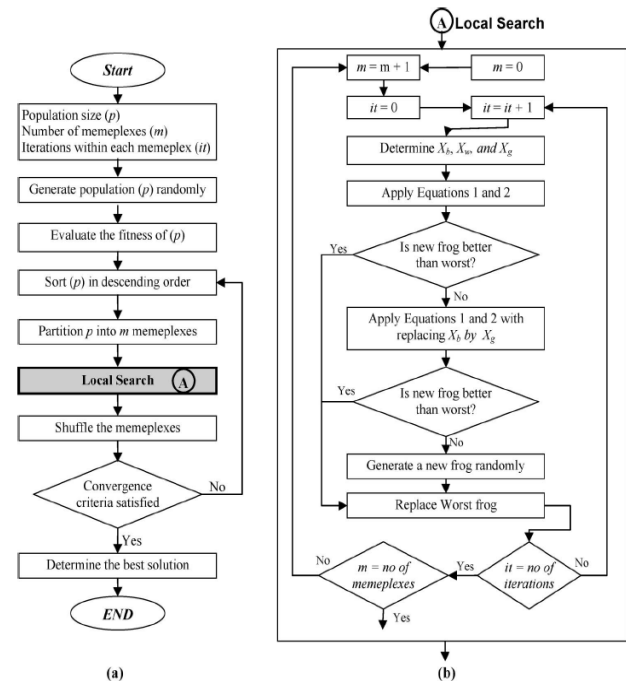 Start
Population size (p)
Number of memeplexes (m)
Iterations within each memeplex (it)
Generate population (p) randomly
Evaluate the fitness of (p)
Sort (p) in descending order
Partition p into m memeplexes
Local Search A
Shuffle the memeplexes
Convergence
criteria satisfied
No
Yes
Determine the best solution
END
(a)
A Local Search
m = m + 1
m = 0
it = 0
it = it + 1
Determine Xb, Xw, and Xg
Apply Equations 1 and 2
Is new frog better
than worst?
Yes
No
Apply Equations 1 and 2 with
replacing Xb by Xg
Is new frog better
than worst?
Yes
No
Generate a new frog randomly
Replace Worst frog
it = no of
iterations
No
Yes
m = no of
memeplexes
No
Yes
(b)